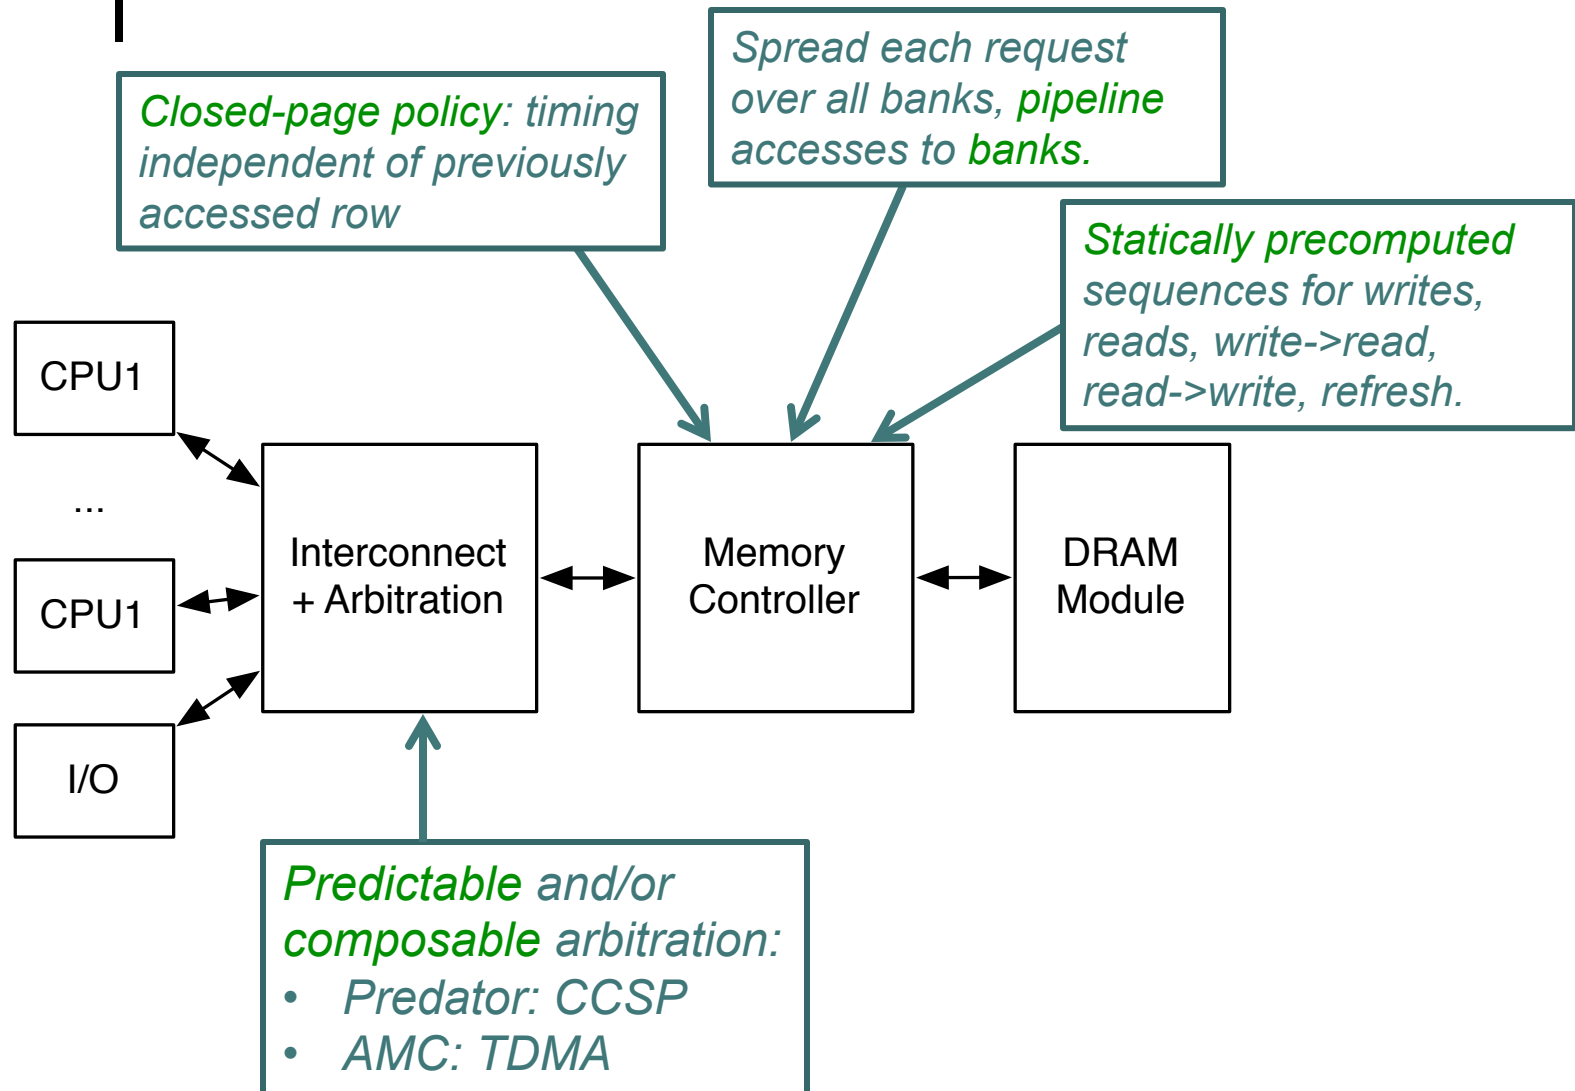 Closed-page policy: timing
independent of previously
accessed row
Spread each request
over all banks, pipeline
accesses to banks.
Statically precomputed
sequences for writes,
reads, write->read,
read->write, refresh.
CPU1
...
CPU1
I/O
Interconnect
+ Arbitration
Memory
Controller
DRAM
Module
Predictable and/or
composable arbitration:
• Predator: CCSP
• AMC: TDMA